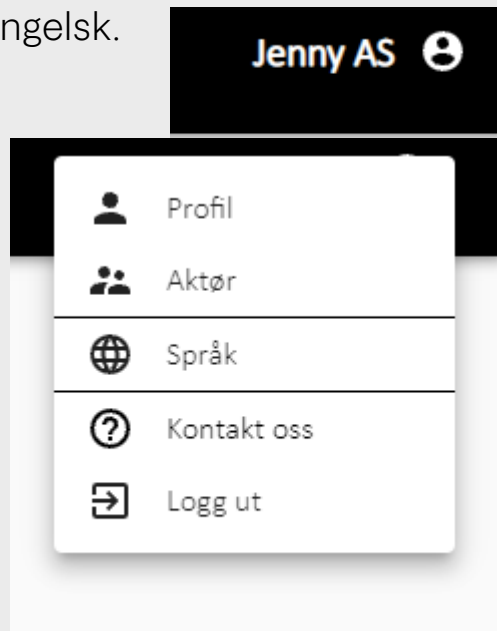 ngelsk.
Jenny AS
Profil
Aktør
Språk
Kontakt oss
Logg ut